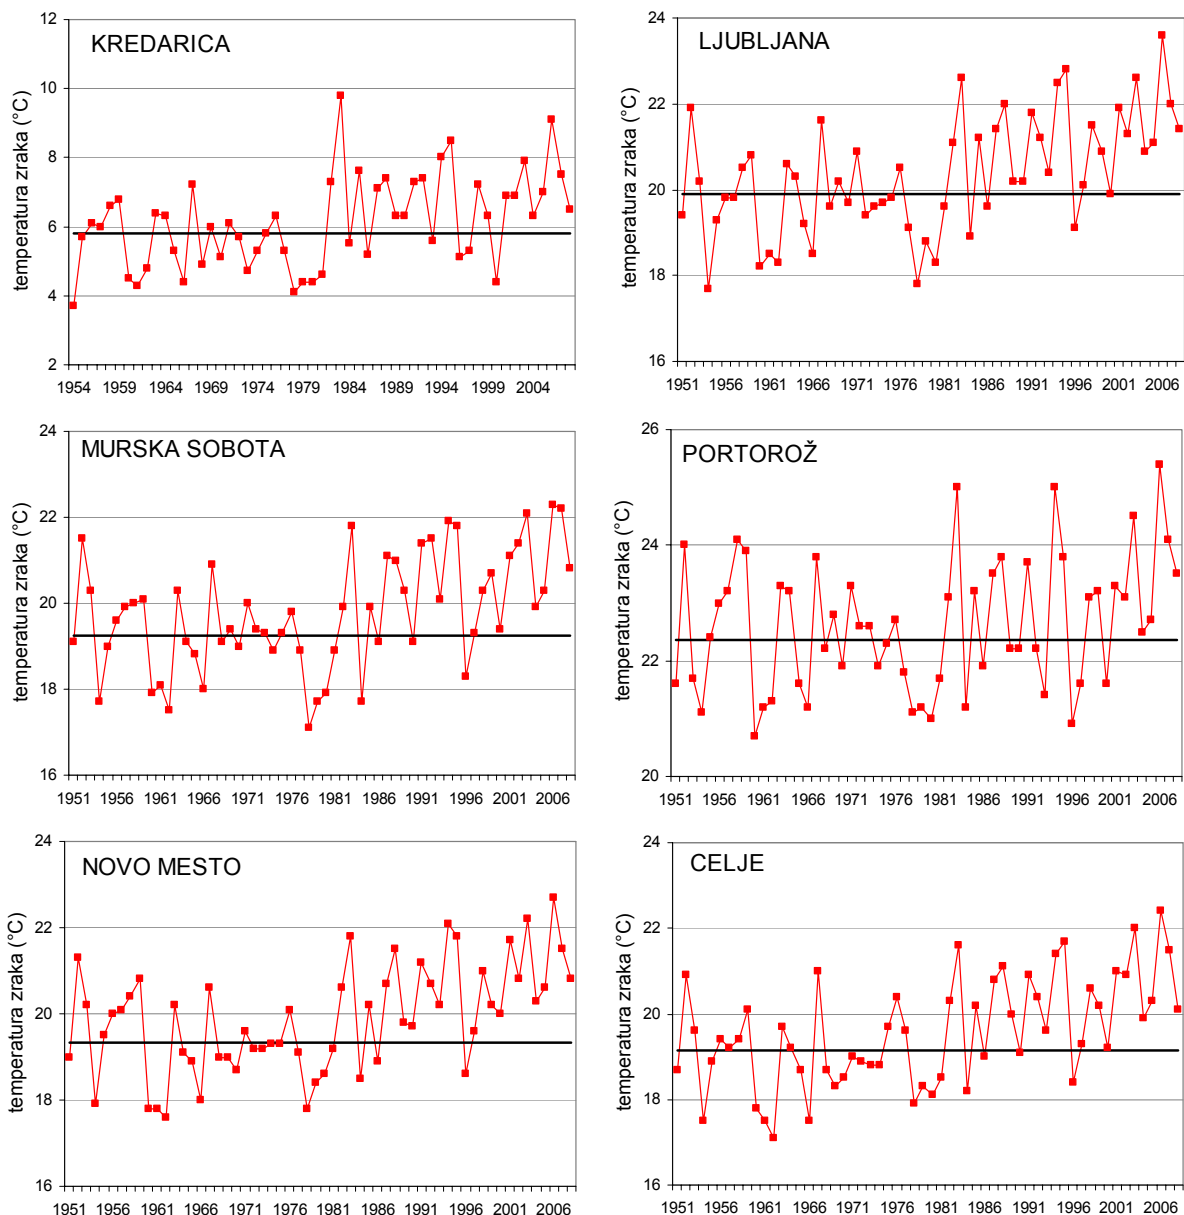 KREDARICA
temperatura zraka (°C)
12
10
8
6
4
2
1954 1959 1964 1969 1974 1979 1984 1989 1994 1999 2004
LJUBLJANA
temperatura zraka (°C)
24
22
20
18
16
1951 1956 1961 1966 1971 1976 1981 1986 1991 1996 2001 2006
MURSKA SOBOTA
temperatura zraka (°C)
24
22
20
18
16
1951 1956 1961 1966 1971 1976 1981 1986 1991 1996 2001 2006
PORTOROŽ
temperatura zraka (°C)
26
24
22
20
1951 1956 1961 1966 1971 1976 1981 1986 1991 1996 2001 2006
NOVO MESTO
temperatura zraka (°C)
24
22
20
18
16
1951 1956 1961 1966 1971 1976 1981 1986 1991 1996 2001 2006
CELJE
temperatura zraka (°C)
24
22
20
18
16
1951 1956 1961 1966 1971 1976 1981 1986 1991 1996 2001 2006